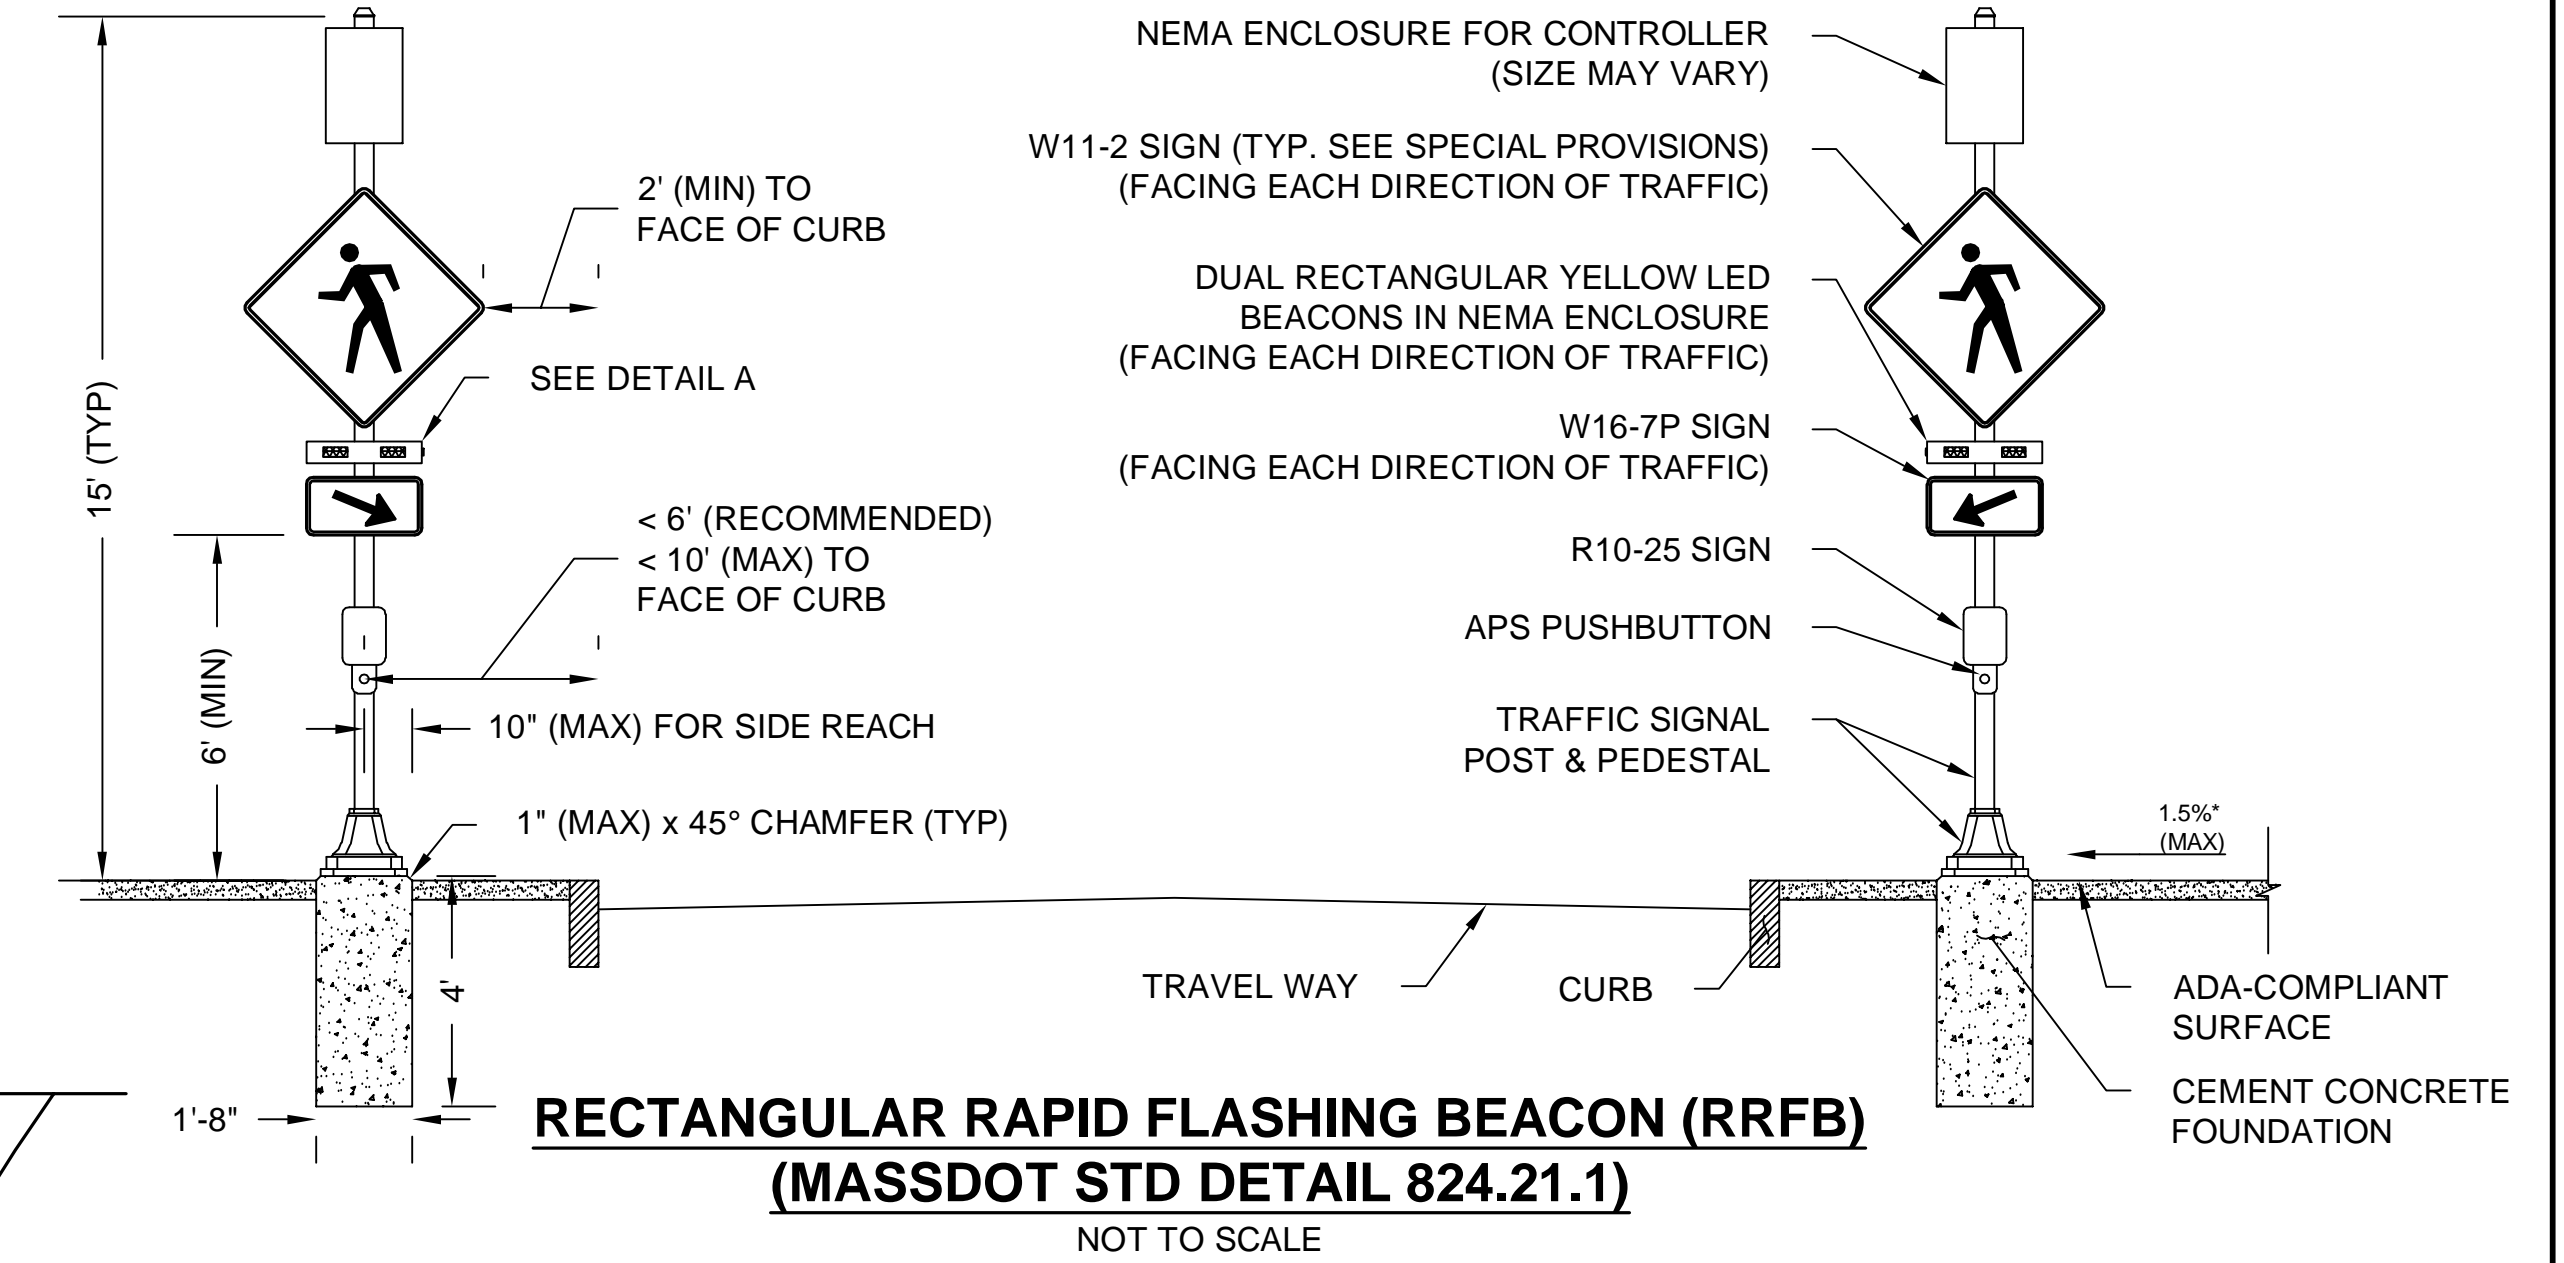 NEMA ENCLOSURE FOR CONTROLLER
(SIZE MAY VARY)
W11-2 SIGN (TYP. SEE SPECIAL PROVISIONS)
(FACING EACH DIRECTION OF TRAFFIC)
2' (MIN) TO
FACE OF CURB
DUAL RECTANGULAR YELLOW LED
BEACONS IN NEMA ENCLOSURE
(FACING EACH DIRECTION OF TRAFFIC)
SEE DETAIL A
W16-7P SIGN
(FACING EACH DIRECTION OF TRAFFIC)
15' (TYP)
< 6' (RECOMMENDED)
< 10' (MAX) TO
FACE OF CURB
R10-25 SIGN
APS PUSHBUTTON
6' (MIN)
10" (MAX) FOR SIDE REACH
TRAFFIC SIGNAL
POST & PEDESTAL
1" (MAX) x 45° CHAMFER (TYP)
1.5%*
(MAX)
4'
TRAVEL WAY
CURB
ADA-COMPLIANT
SURFACE
CEMENT CONCRETE
FOUNDATION
1'-8"
RECTANGULAR RAPID FLASHING BEACON (RRFB)
(MASSDOT STD DETAIL 824.21.1)
NOT TO SCALE